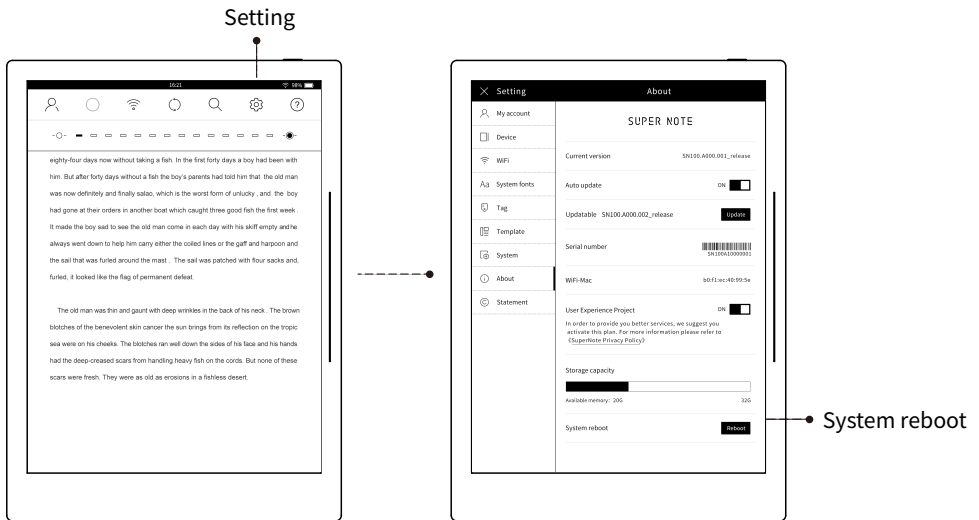 Setting
16:21
99%
eighty-four days now without taking a fish. In the first forty days a boy had been with
him. But after forty days without a fish the boy's parents had told him that the old man
was now definitely and finally salao, which is the worst form of unlucky , and the boy
had gone at their orders in another boat which caught three good fish the first week .
It made the boy sad to see the old man come in each day with his skiff empty and he
always went down to help him carry either the coiled lines or the gaff and harpoon and
the sail that was furled around the mast . The sail was patched with flour sacks and,
furled, it looked like the flag of permanent defeat.
The old man was thin and gaunt with deep wrinkles in the back of his neck . The brown
blotches of the benevolent skin cancer the sun brings from its reflection on the tropic
sea were on his cheeks. The blotches ran well down the sides of his face and his hands
had the deep-creased scars from handling heavy fish on the cords. But none of these
scars were fresh. They were as old as erosions in a fishless desert.
Setting
My account
Device
WiFi
Aa System fonts
Tag
Template
System
About
Statement
About
SUPER NOTE
Current version SN100.A000.001_release
Auto update ON
Updatable SN100.A000.002_release Update
Serial number
SN100A10000001
WiFi-Mac b0:f1:ec:40:99:5e
User Experience Project ON
In order to provide you better services, we suggest you
activate this plan. For more information please refer to
《SuperNote Privacy Policy》
Storage capacity
Available memory: 20G 32G
System reboot Reboot
System reboot